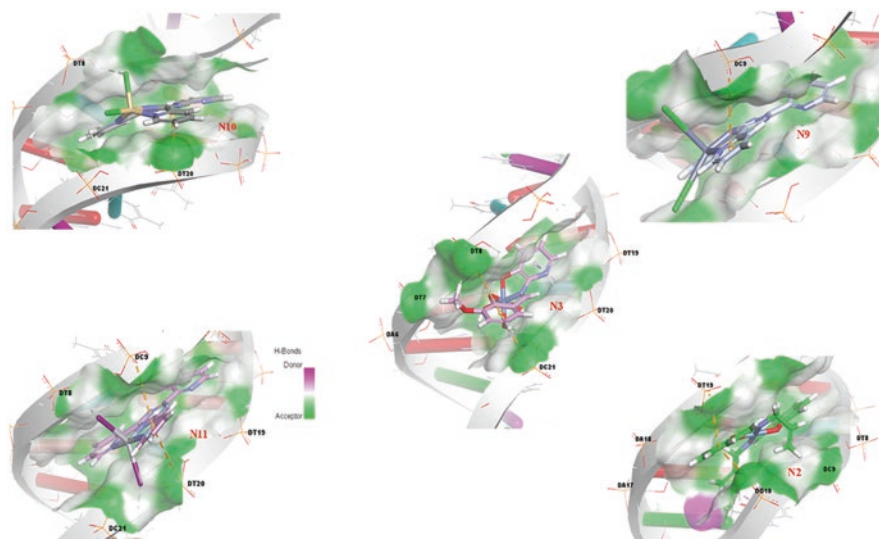 DT8
N10
DC21
DT20
DC9
N9
DT8
DT19
DT7
N3
DT20
DA6
DC21
H-Bonds
Donor
Acceptor
DC9
DT8
N11
DT19
DT20
DC21
DT19
DA18
DT8
N2
DC9
DA17
DG10